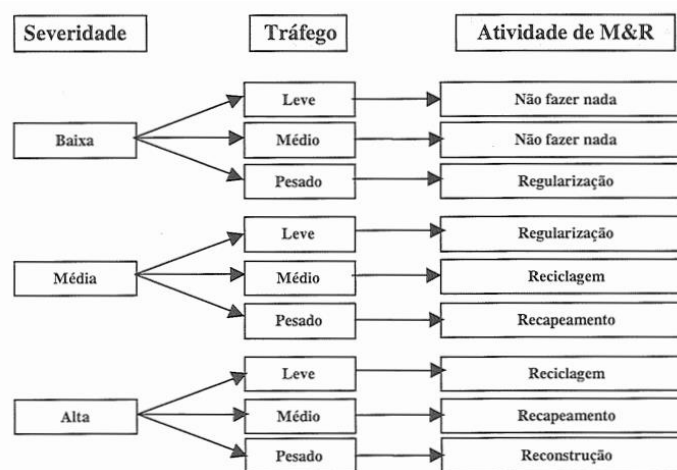 Severidade Tráfego Atividade de M&R
Leve Não fazer nada
Baixa Médio Não fazer nada
Pesado Regularização
Leve Regularização
Média Médio Reciclagem
Pesado Recapeamento
Leve Reciclagem
Alta Médio Recapeamento
Pesado Reconstrução